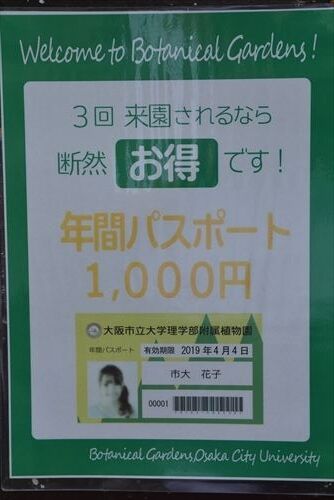 Welcome to Botanical Gardens!
3回 来園されるなら
断然 お得 です!
年間パスポート
1,000円
大阪市立大学理学部附属植物園
年間パスポート 有効期限 2019年4月4日
市大 花子
00001
Botanical Gardens,Osaka City University